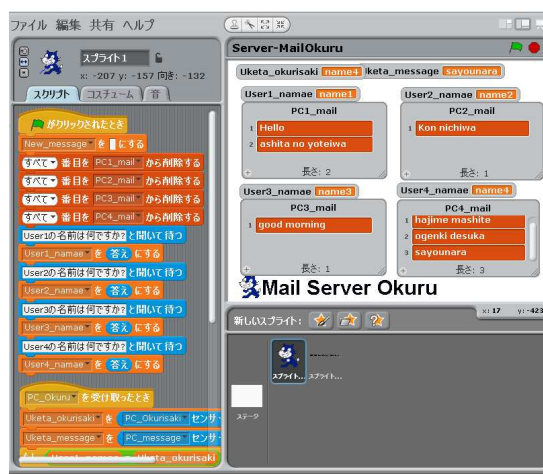 ファイル 編集 共有 ヘルプ
スプライト1
x: -207 y: -157 向き: -132
スクリプト コスチューム 音
がクリックされたとき
New_message を にする
すべて 番目を PC1_mail から削除する
すべて 番目を PC2_mail から削除する
すべて 番目を PC3_mail から削除する
すべて 番目を PC4_mail から削除する
User1の名前は何ですか? と聞いて待つ
User1_namae を 答え にする
User2の名前は何ですか? と聞いて待つ
User2_namae を 答え にする
User3の名前は何ですか? と聞いて待つ
User3_namae を 答え にする
User4の名前は何ですか? と聞いて待つ
User4_namae を 答え にする
PC_Okuru を受け取ったとき
Uketa_okurisaki を PC_Okurisaki センサ
Uketa_message を PC_message センサ
Uketa_okurisaki
Server-MailOkuru
Uketa_okurisaki name4 Iketa_message sayounara
User1_namae name1
PC1_mail
1 Hello
2 ashita no yoteiwa
+ 長さ: 2
User2_namae name2
PC2_mail
1 Kon nichiwa
+ 長さ: 1
User3_namae name3
PC3_mail
1 good morning
+ 長さ: 1
User4_namae name4
PC4_mail
1 hajime mashite
2 ogenki desuka
3 sayounara
+ 長さ: 3
Mail Server Okuru
x: 17 y: -423
新しいスプライト:
スプライト... スプライト...
ステージ